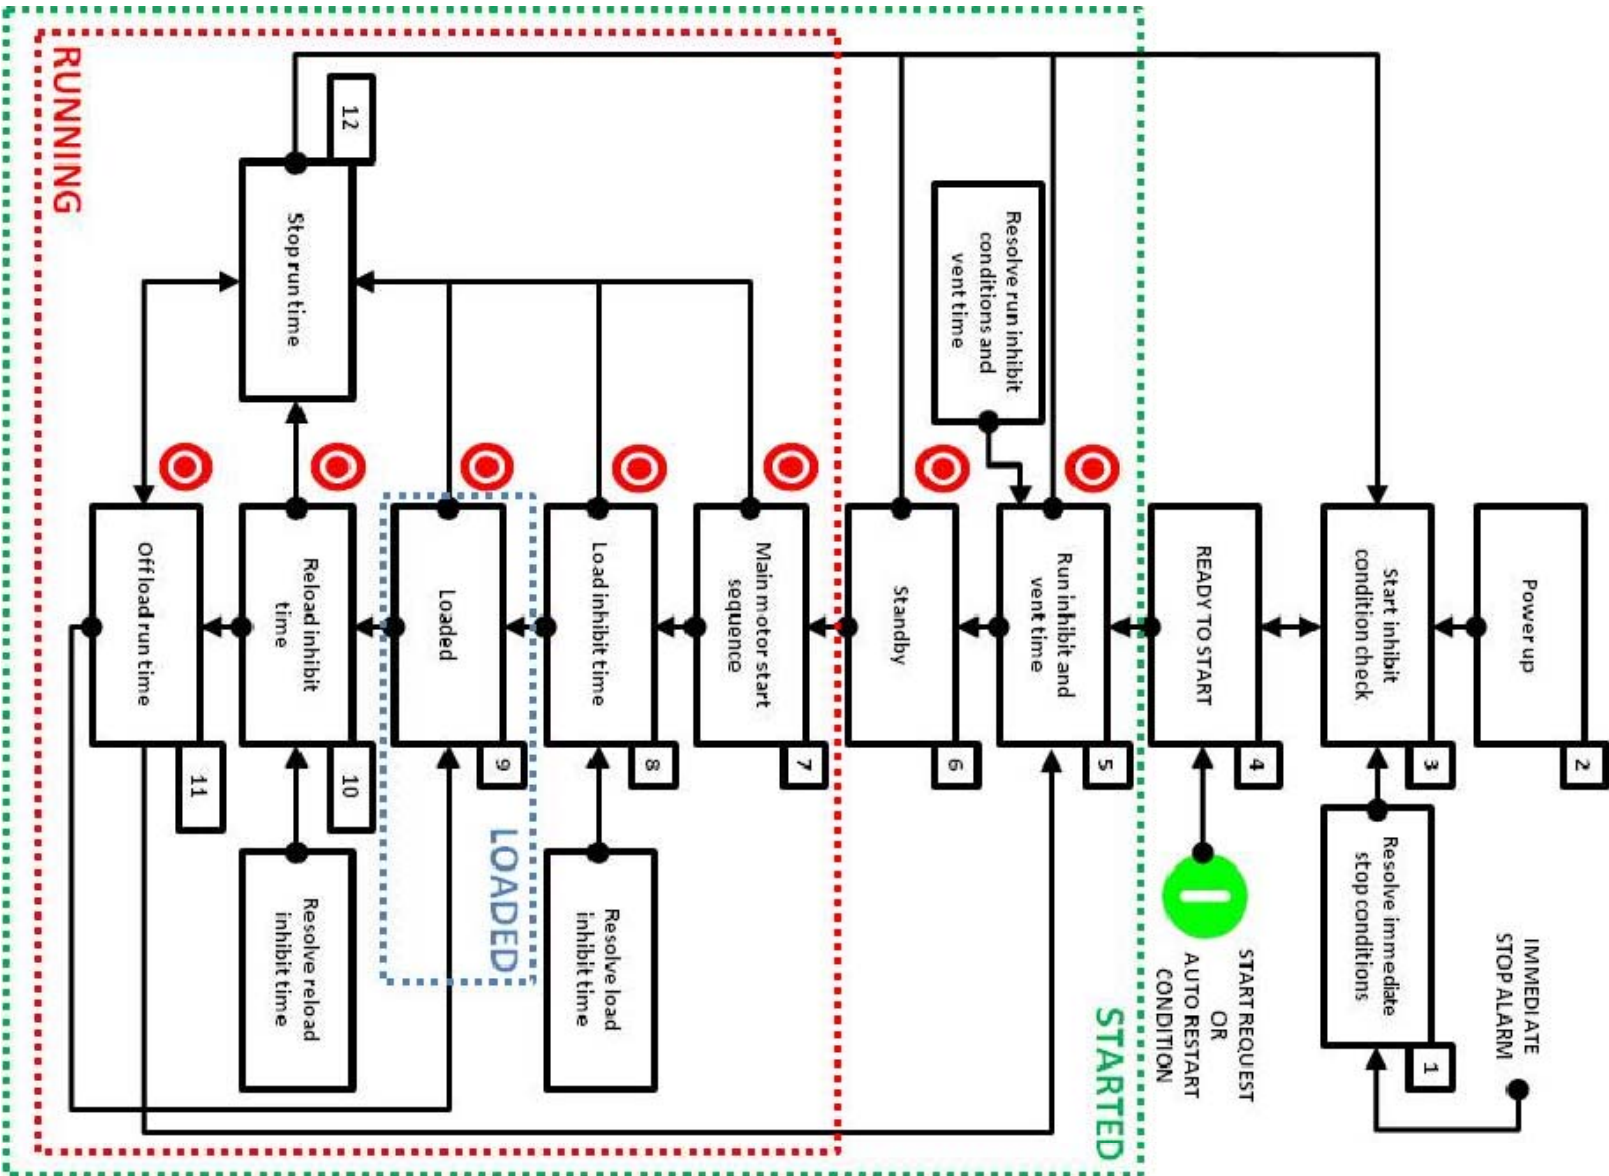 2
Power up
IMMEDIATE
STOP ALARM
1
Resolve immediate
stop conditions
3
Start inhibit
condition check
4
READY TO START
START REQUEST
OR
AUTO RESTART
CONDITION
STARTED
5
Run inhibit and
vent time
Resolve run inhibit
conditions and
vent time
6
Standby
7
Main motor start
sequence
8
Load inhibit time
Resolve load
inhibit time
9
Loaded
LOADED
10
Reload inhibit
time
Resolve reload
inhibit time
11
Off load run time
12
Stop run time
RUNNING